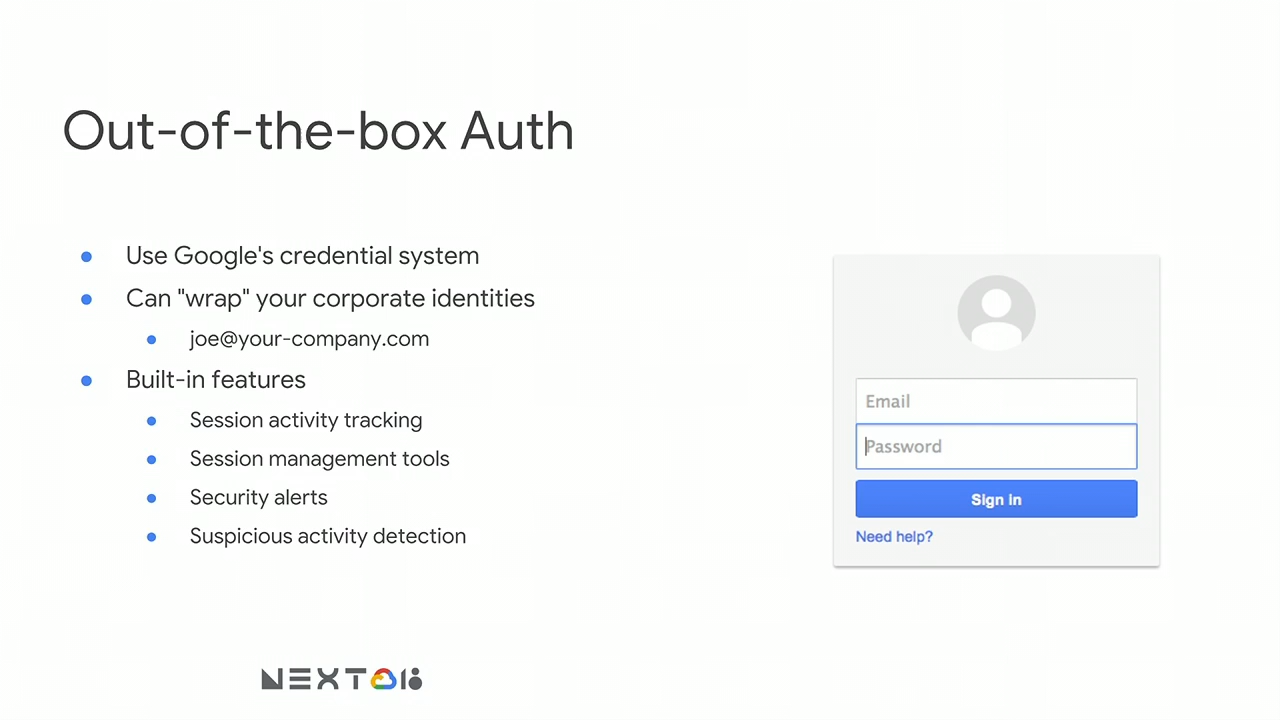 Out-of-the-box Auth
Use Google's credential system
Can "wrap" your corporate identities
joe@your-company.com
Built-in features
Session activity tracking
Session management tools
Security alerts
Suspicious activity detection
Email
Password
Sign in
Need help?
NEXT 18